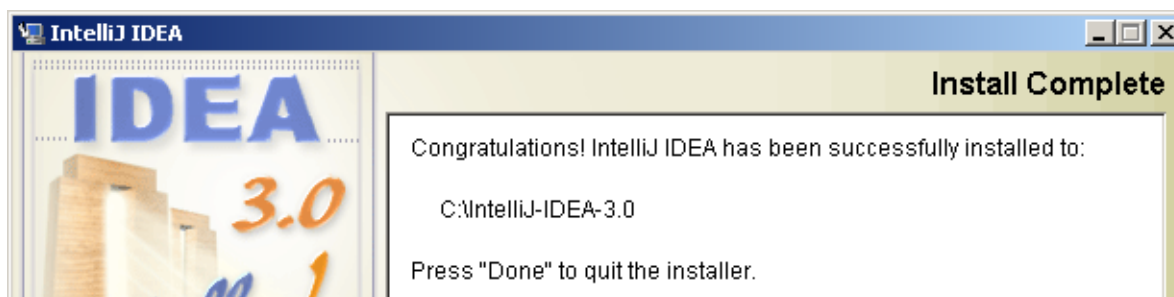 IntelliJ IDEA
IDEA
3.0
Install Complete
Congratulations! IntelliJ IDEA has been successfully installed to:
C:\IntelliJ-IDEA-3.0
Press "Done" to quit the installer.